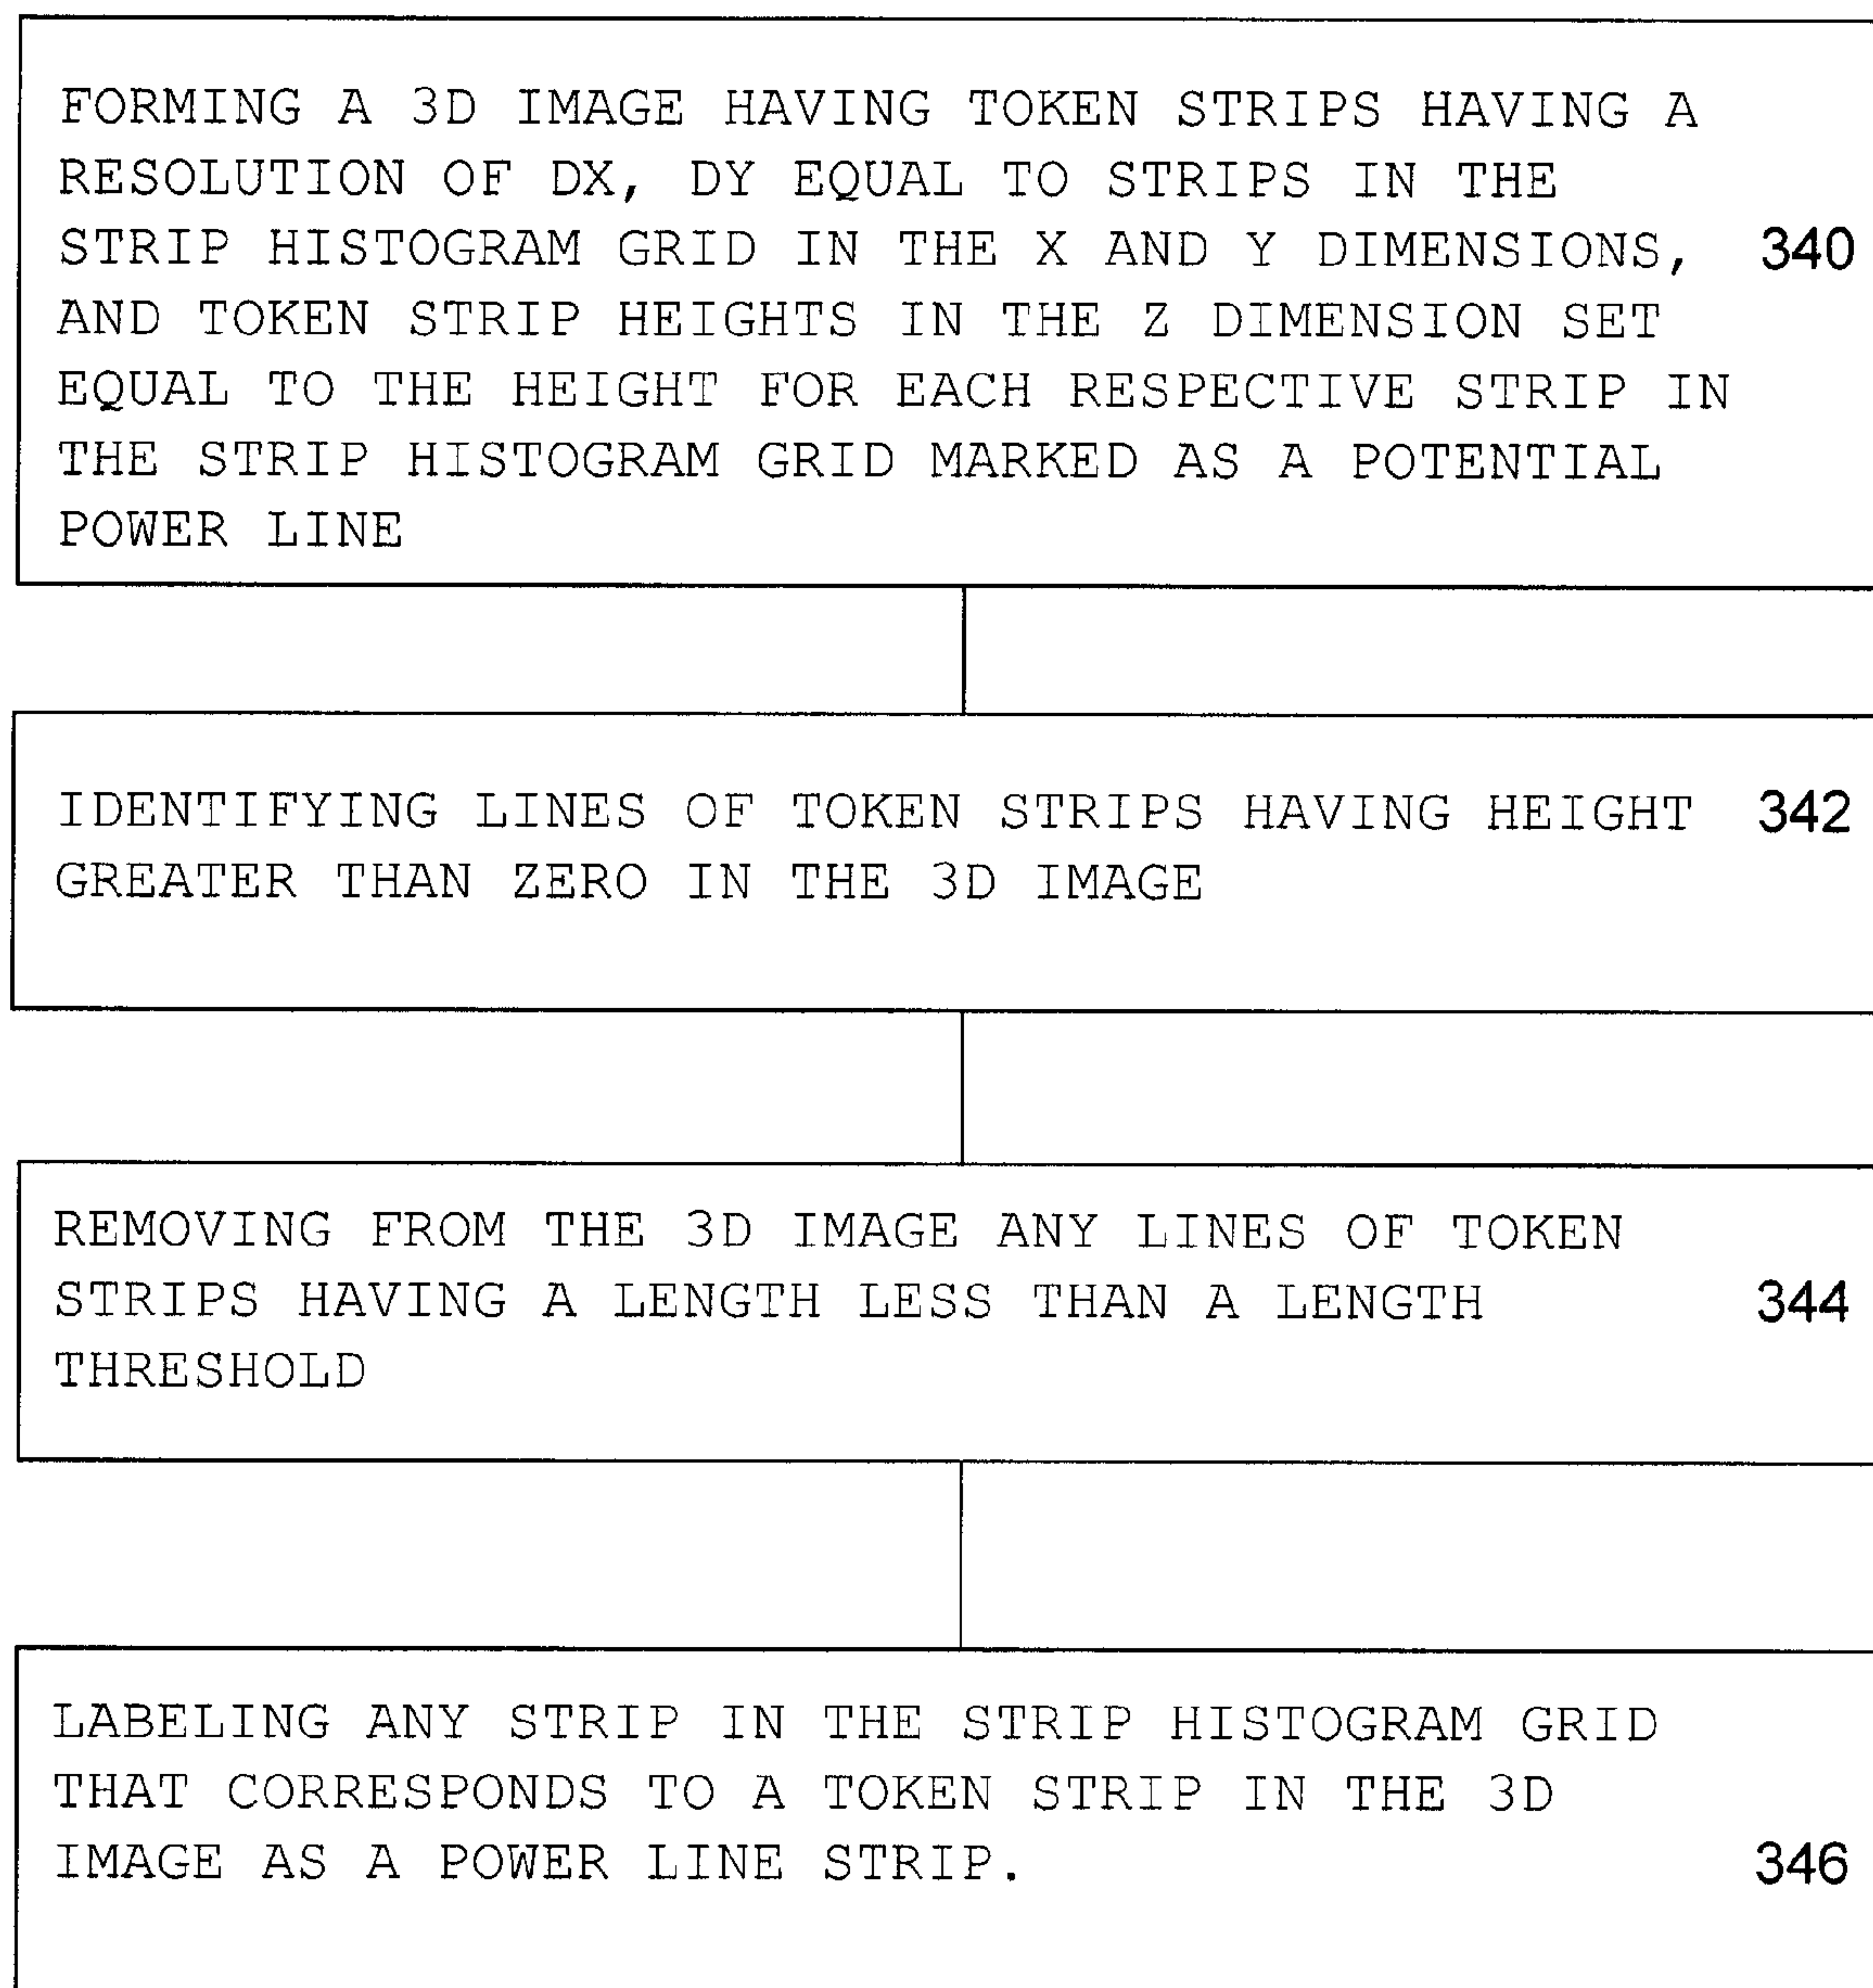 FORMING A 3D IMAGE HAVING TOKEN STRIPS HAVING A
RESOLUTION OF DX, DY EQUAL TO STRIPS IN THE
STRIP HISTOGRAM GRID IN THE X AND Y DIMENSIONS, 340
AND TOKEN STRIP HEIGHTS IN THE Z DIMENSION SET
EQUAL TO THE HEIGHT FOR EACH RESPECTIVE STRIP IN
THE STRIP HISTOGRAM GRID MARKED AS A POTENTIAL
POWER LINE
IDENTIFYING LINES OF TOKEN STRIPS HAVING HEIGHT 342
GREATER THAN ZERO IN THE 3D IMAGE
REMOVING FROM THE 3D IMAGE ANY LINES OF TOKEN
STRIPS HAVING A LENGTH LESS THAN A LENGTH 344
THRESHOLD
LABELING ANY STRIP IN THE STRIP HISTOGRAM GRID
THAT CORRESPONDS TO A TOKEN STRIP IN THE 3D
IMAGE AS A POWER LINE STRIP. 346